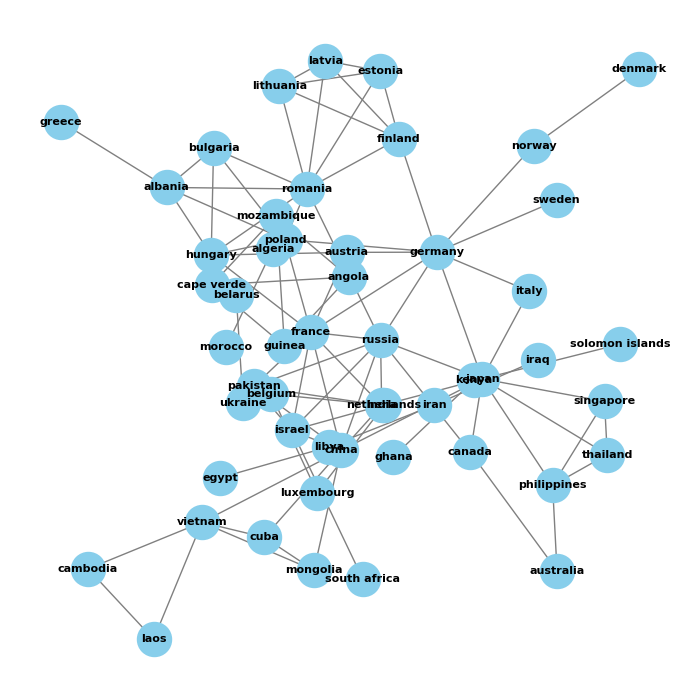 latvia
denmark
estonia
lithuania
greece
finland
norway
bulgaria
albania
romania
sweden
mozambique
poland
algeria
austria
germany
hungary
angola
cape verde
belarus
italy
france
russia
solomon islands
morocco
guinea
iraq
kenya
japan
pakistan
belgium
ukraine
netherlands
india
iran
singapore
israel
libya
china
ghana
canada
thailand
egypt
philippines
luxembourg
vietnam
cuba
cambodia
mongolia
south africa
australia
laos